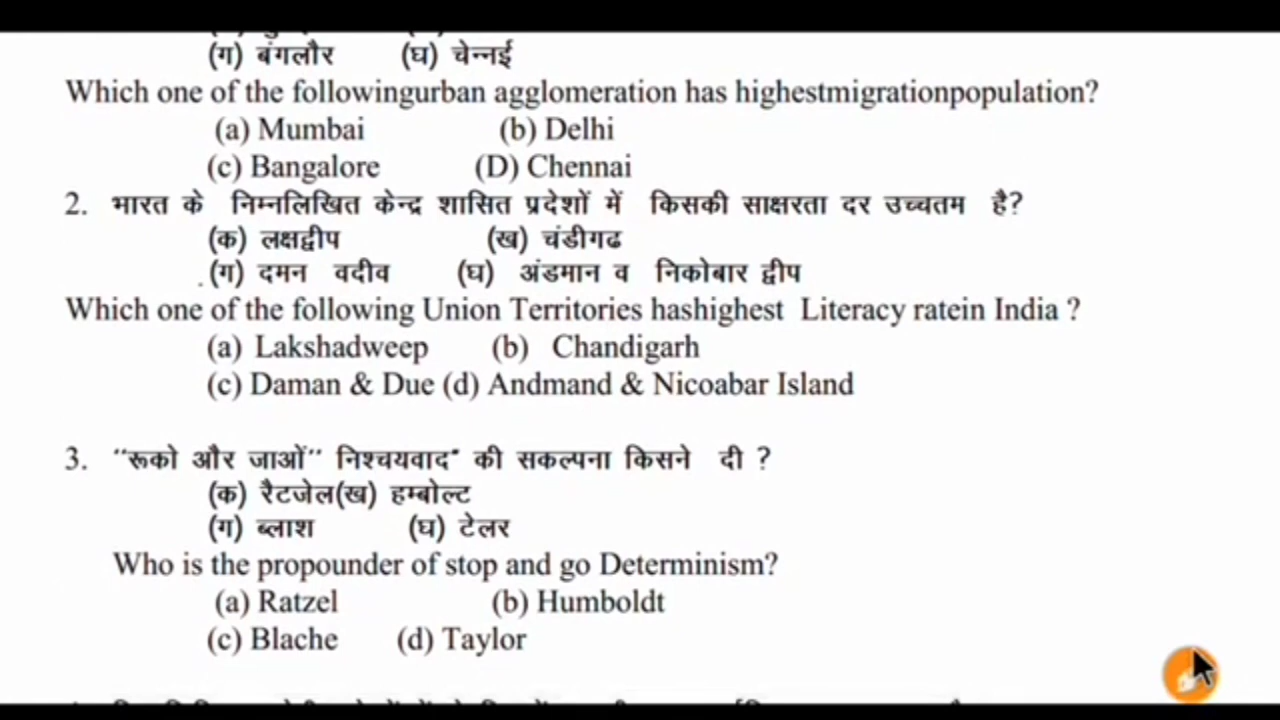 (ग) बंगलौर (घ) चेन्नई
Which one of the followingurban agglomeration has highestmigrationpopulation?
(a) Mumbai (b) Delhi
(c) Bangalore (D) Chennai
2. भारत के निम्नलिखित केन्द्र शासित प्रदेशों में किसकी साक्षरता दर उच्चतम है?
(क) लक्षद्वीप (ख) चंडीगढ
(ग) दमन वदीव (घ) अंडमान व निकोबार द्वीप
Which one of the following Union Territories hashighest Literacy ratein India ?
(a) Lakshadweep (b) Chandigarh
(c) Daman & Due (d) Andmand & Nicoabar Island
3. “रूको और जाओं” निश्चयवाद" की सकल्पना किसने दी ?
(क) रैटजेल(ख) हम्बोल्ट
(ग) ब्लाश (घ) टेलर
Who is the propounder of stop and go Determinism?
(a) Ratzel (b) Humboldt
(c) Blache (d) Taylor